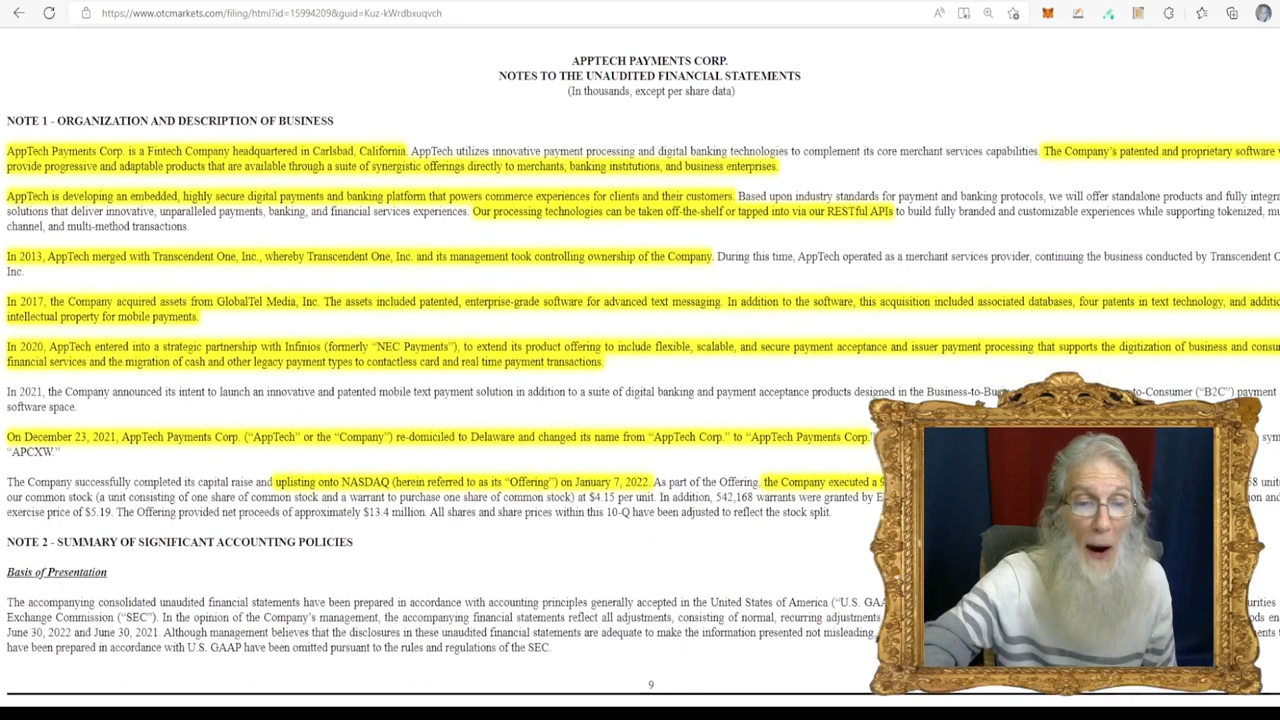 https://www.otcmarkets.com/filing/html?id=15994209&guid=Kuz-kWrdbxuqvch
APPTECH PAYMENTS CORP.
NOTES TO THE UNAUDITED FINANCIAL STATEMENTS
(In thousands, except per share data)
NOTE 1 - ORGANIZATION AND DESCRIPTION OF BUSINESS
AppTech Payments Corp. is a Fintech Company headquartered in Carlsbad, California. AppTech utilizes innovative payment processing and digital banking technologies to complement its core merchant services capabilities. The Company's patented and proprietary software
provide progressive and adaptable products that are available through a suite of synergistic offerings directly to merchants, banking institutions, and business enterprises.
AppTech is developing an embedded, highly secure digital payments and banking platform that powers commerce experiences for clients and their customers. Based upon industry standards for payment and banking protocols, we will offer standalone products and fully
solutions that deliver innovative, unparalleled payments, banking, and financial services experiences. Our processing technologies can be taken off-the-shelf or tapped into via our RESTful APIs to build fully branded and customizable experiences while supporting tokenized,
channel, and multi-method transactions.
In 2013, AppTech merged with Transcendent One, Inc., whereby Transcendent One, Inc. and its management took controlling ownership of the Company. During this time, AppTech operated as a merchant services provider, continuing the business conducted by Transcendent
Inc.
In 2017, the Company acquired assets from GlobalTel Media, Inc. The assets included patented, enterprise-grade software for advanced text messaging. In addition to the software, this acquisition included associated databases, four patents in text technology, and
intellectual property for mobile payments.
In 2020, AppTech entered into a strategic partnership with Infinios (formerly “NEC Payments”), to extend its product offering to include flexible, scalable, and secure payment acceptance and issuer payment processing that supports the digitization of business and
financial services and the migration of cash and other legacy payment types to contactless card and real time payment transactions.
In 2021, the Company announced its intent to launch an innovative and patented mobile text payment solution in addition to a suite of digital banking and payment acceptance products designed in the to-Consumer (“B2C”) payment
software space.
On December 23, 2021, AppTech Payments Corp. (“AppTech” or the “Company”) re-domiciled to Delaware and changed its name from “AppTech Corp.” to “AppTech Payments Corp.
“APCXW.”
The Company successfully completed its capital raise and uplisting onto NASDAQ (herein referred to as its “Offering”) on January 7, 2022. As part of the Offering, the Company executed a
our common stock (a unit consisting of one share of common stock and a warrant to purchase one share of common stock) at $4.15 per unit. In addition, 542,168 warrants were granted by
exercise price of $5.19. The Offering provided net proceeds of approximately $13.4 million. All shares and share prices within this 10-Q have been adjusted to reflect the stock split.
NOTE 2 - SUMMARY OF SIGNIFICANT ACCOUNTING POLICIES
Basis of Presentation
The accompanying consolidated unaudited financial statements have been prepared in accordance with accounting principles generally accepted in the United States of America (“U.S.
Exchange Commission (“SEC”). In the opinion of the Company's management, the accompanying financial statements reflect all adjustments, consisting of normal, recurring adjustments
June 30, 2022 and June 30, 2021. Although management believes that the disclosures in these unaudited financial statements are adequate to make the information presented not misleading,
have been prepared in accordance with U.S. GAAP have been omitted pursuant to the rules and regulations of the SEC.
9